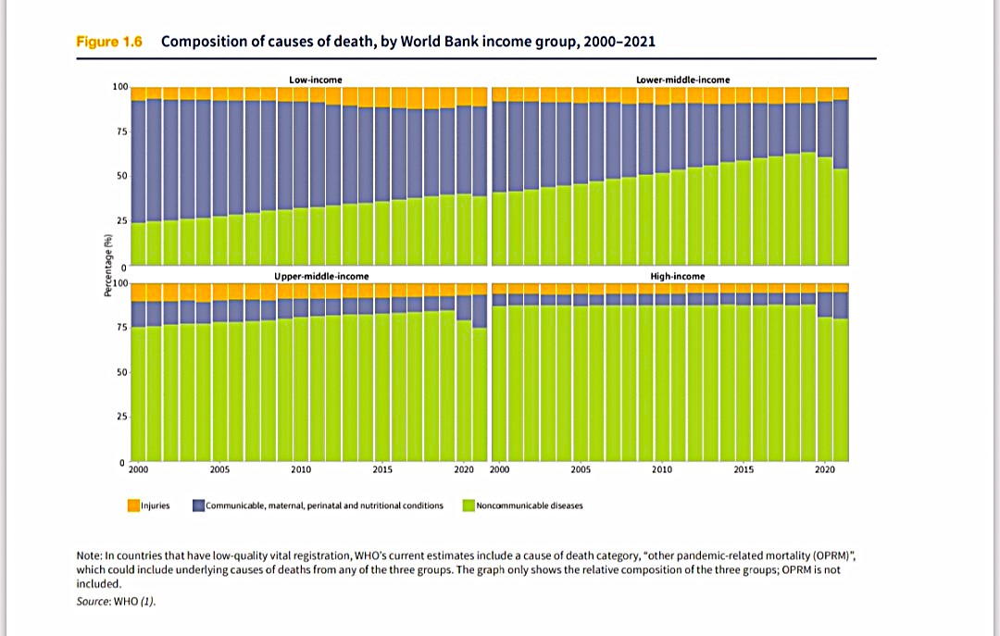 Figure 1.6 Composition of causes of death, by World Bank income group, 2000–2021
Low-income
Lower-middle-income
100
75
50
25
0
Percentage (%)
Upper-middle-income
High-income
100
75
50
25
0
2000 2005 2010 2015 2020 2000 2005 2010 2015 2020
Injuries Communicable, maternal, perinatal and nutritional conditions Noncommunicable diseases
Note: In countries that have low-quality vital registration, WHO's current estimates include a cause of death category, "other pandemic-related mortality (OPRM)",
which could include underlying causes of deaths from any of the three groups. The graph only shows the relative composition of the three groups; OPRM is not
included.
Source: WHO (1).